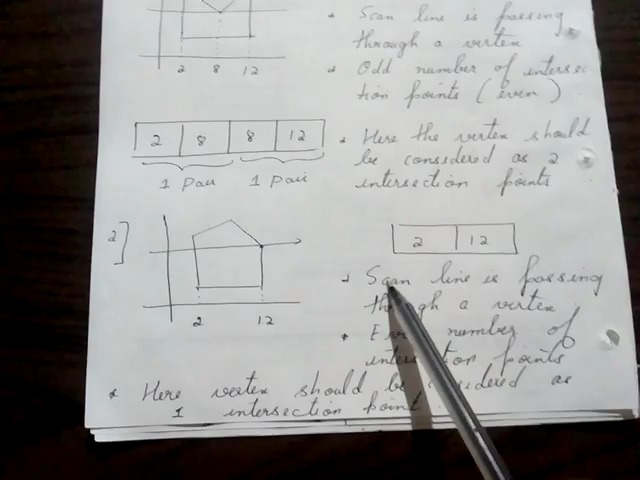 * Scan line is passing
through a vertex
2 8 12
* Odd number of interse-
ction points (even)
2 8 8 12
1 pair 1 pair
* Here the vertex should
be considered as 2
intersection points
2]
2 12
2 12
* Scan line is passing
through a vertex
* Even number of
intersection points
* Here vertex should be considered as
1 intersection point